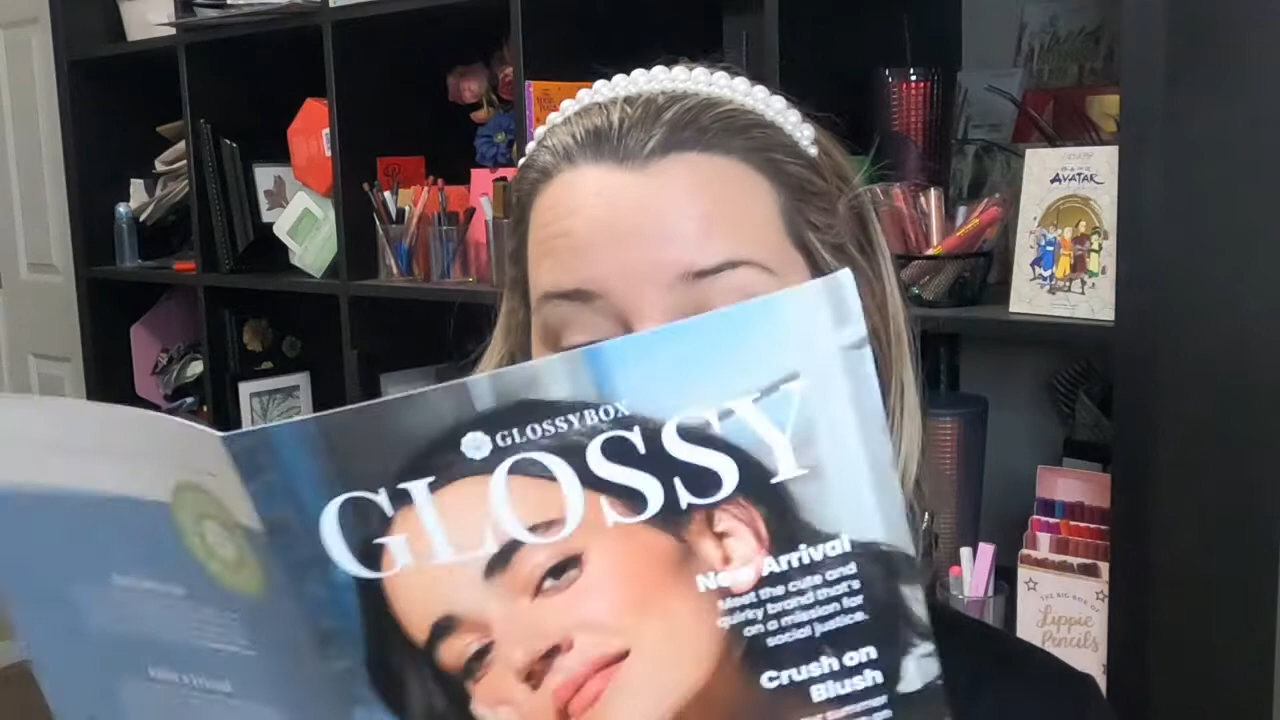 AVATAR
GLOSSYBOX
GLOSSY
New Arrival
Meet the cute and
quirky brand that's
on a mission for
social justice.
Crush on
Blush
THE BIG BOX OF
Lippie
Pencils